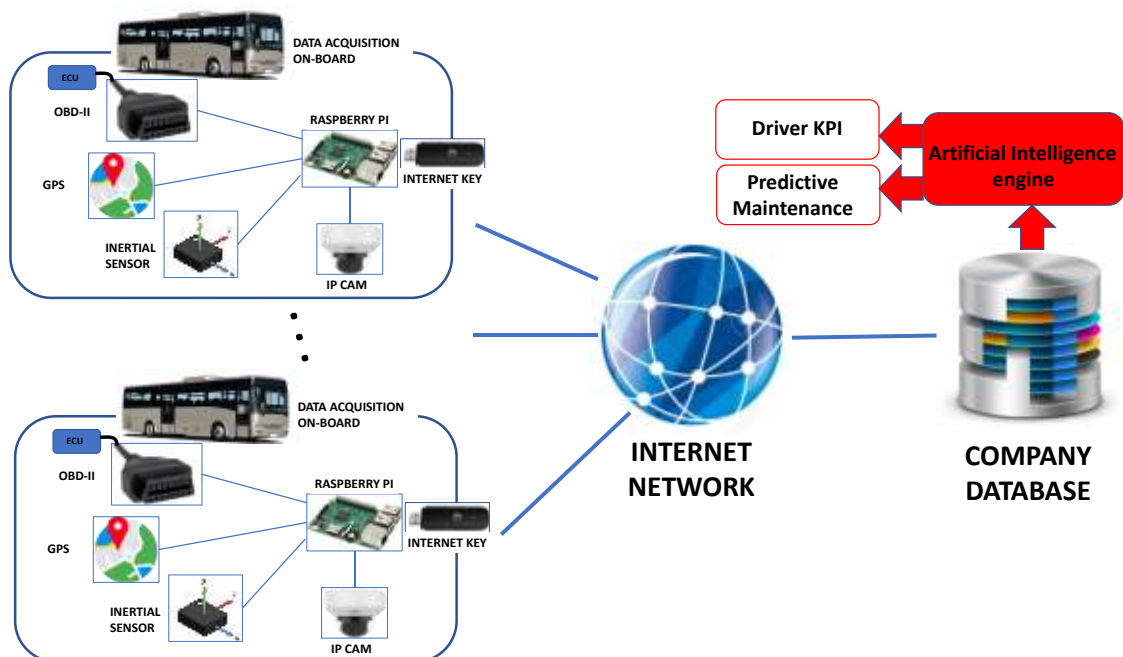 DATA ACQUISITION
ON-BOARD
ECU
OBD-II
RASPBERRY PI
GPS
INTERNET KEY
INERTIAL
SENSOR
IP CAM
Driver KPI
Artificial Intelligence
engine
Predictive
Maintenance
DATA ACQUISITION
ON-BOARD
ECU
OBD-II
RASPBERRY PI
GPS
INTERNET KEY
INERTIAL
SENSOR
IP CAM
INTERNET
NETWORK
COMPANY
DATABASE